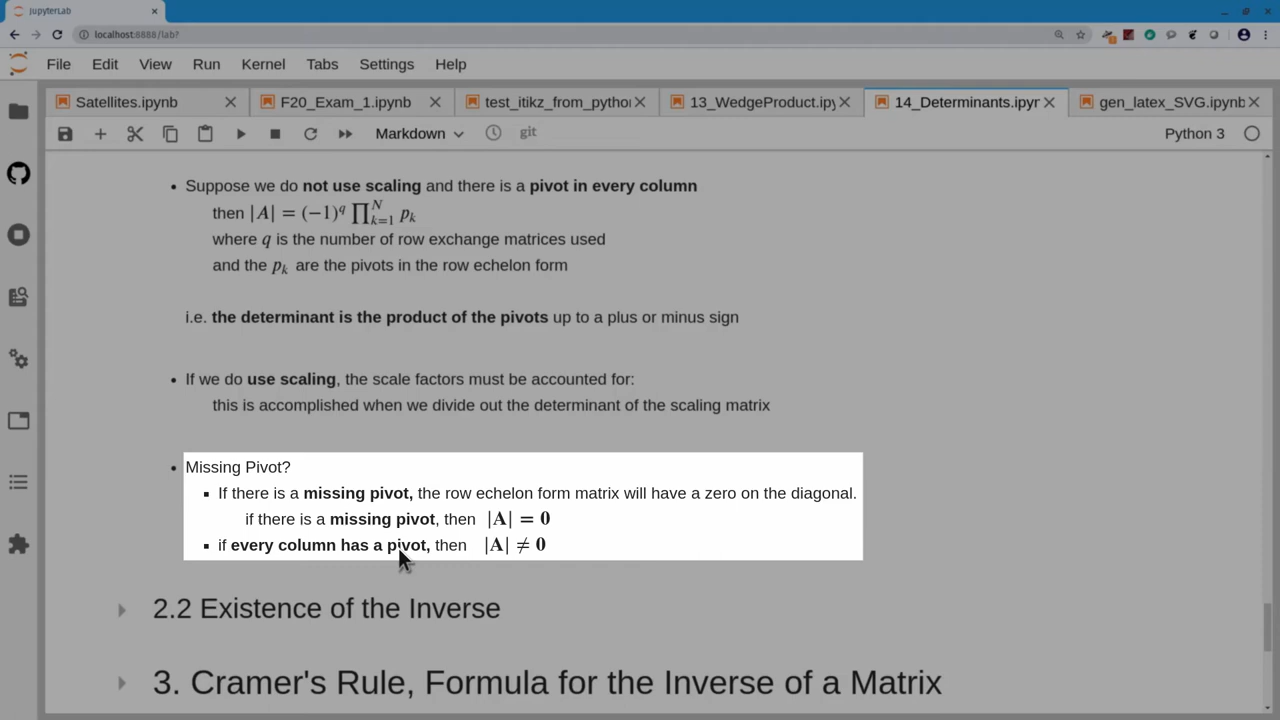 JupyterLab
localhost:8888/lab?
File Edit View Run Kernel Tabs Settings Help
Satellites.ipynb F20_Exam_1.ipynb test_itikz_from_pythor 13_WedgeProduct.ipy 14_Determinants.ipyr gen_latex_SVG.ipynb
Markdown git Python 3
• Suppose we do not use scaling and there is a pivot in every column
then |A| = (−1)^q ∏_{k=1}^N p_k
where q is the number of row exchange matrices used
and the p_k are the pivots in the row echelon form
i.e. the determinant is the product of the pivots up to a plus or minus sign
• If we do use scaling, the scale factors must be accounted for:
this is accomplished when we divide out the determinant of the scaling matrix
• Missing Pivot?
▪ If there is a missing pivot, the row echelon form matrix will have a zero on the diagonal.
if there is a missing pivot, then |A| = 0
▪ if every column has a pivot, then |A| ≠ 0
2.2 Existence of the Inverse
3. Cramer's Rule, Formula for the Inverse of a Matrix